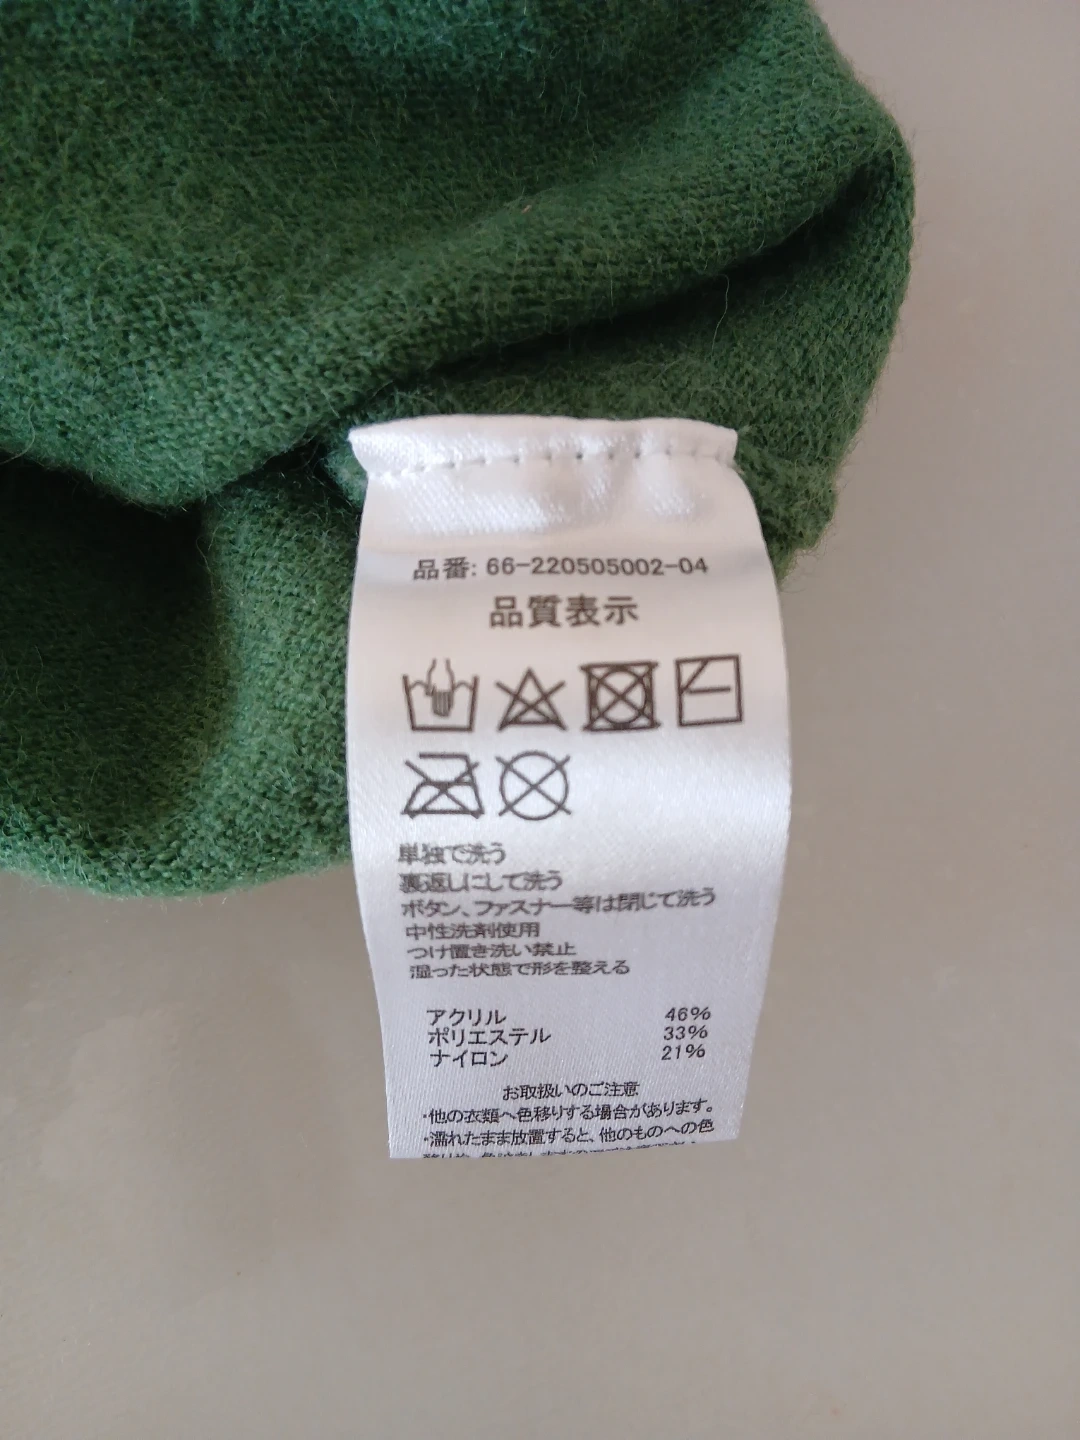 品番: 66-220505002-04
品質表示
単独で洗う
裏返しにして洗う
ボタン、ファスナー等は閉じて洗う
中性洗剤使用
つけ置き洗い禁止
湿った状態で形を整える
アクリル 46%
ポリエステル 33%
ナイロン 21%
お取扱いのご注意
・他の衣類へ色移りする場合があります。
・濡れたまま放置すると、他のものへの色